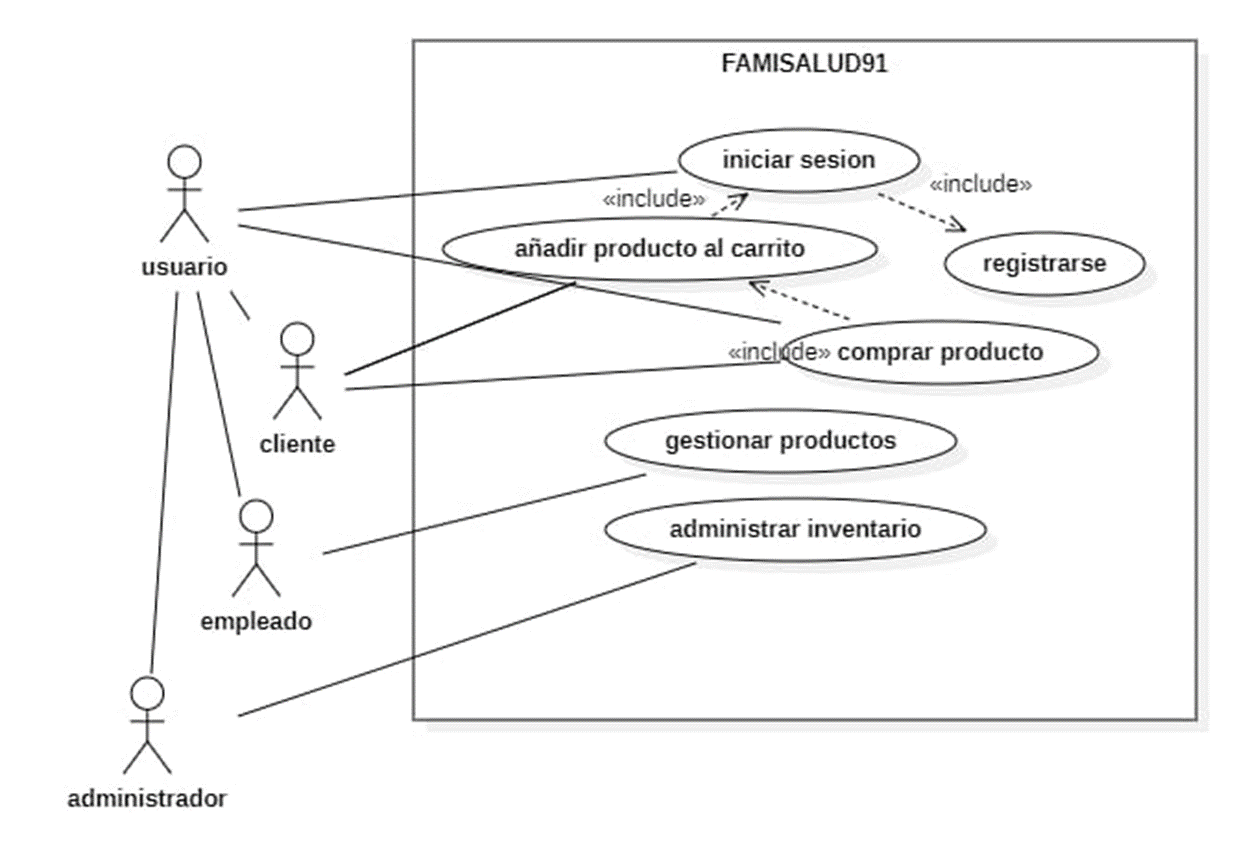 FAMISALUD91
iniciar sesion
«include»
«include»
añadir producto al carrito
registrarse
usuario
«include» comprar producto
cliente
gestionar productos
administrar inventario
empleado
administrador